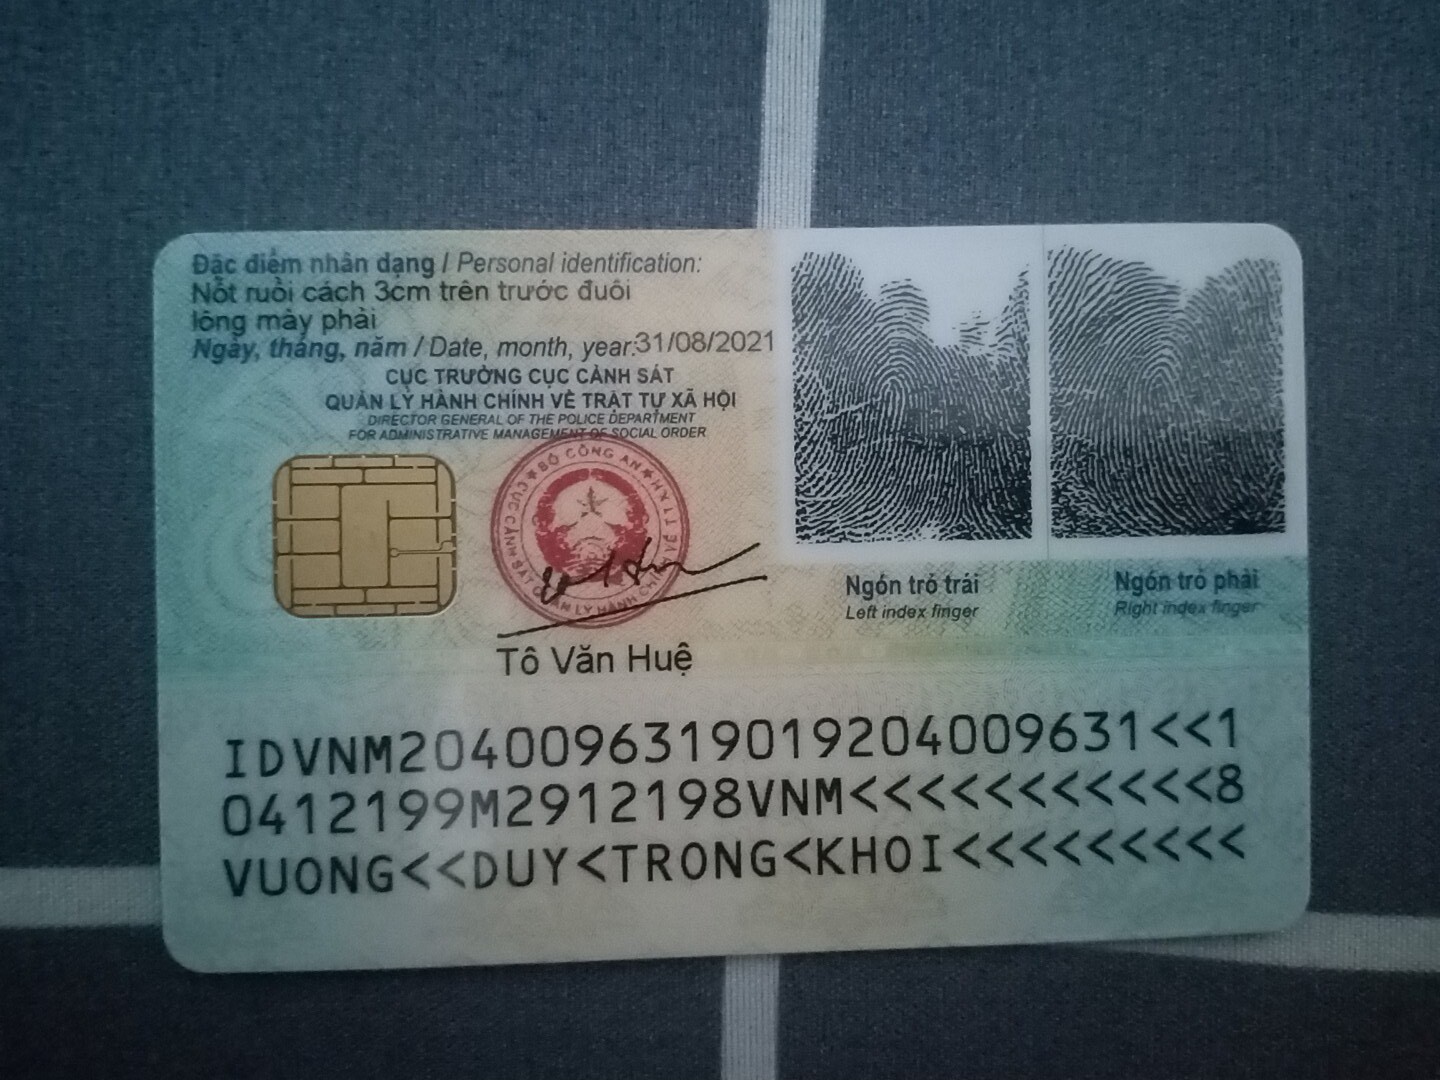 Đặc điểm nhân dạng / Personal identification:
Nốt ruồi cách 3cm trên trước đuôi
lông mày phải
Ngày, tháng, năm / Date, month, year: 31/08/2021
CỤC TRƯỞNG CỤC CẢNH SÁT
QUẢN LÝ HÀNH CHÍNH VỀ TRẬT TỰ XÃ HỘI
DIRECTOR GENERAL OF THE POLICE DEPARTMENT
FOR ADMINISTRATIVE MANAGEMENT OF SOCIAL ORDER
BỘ CÔNG AN
Tô Văn Huệ
Ngón trỏ trái
Left index finger
Ngón trỏ phải
Right index finger
IDVNM2040096319019204009631<<1
0412199M2912198VNM<<<<<<<<<<<8
VUONG<<DUY<TRONG<KHOI<<<<<<<<<